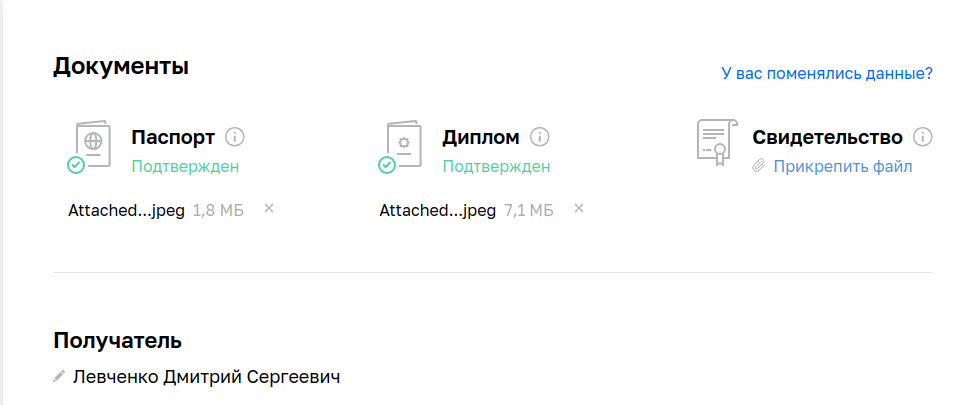 Документы
У вас поменялись данные?
Паспорт
Подтвержден
Attached...jpeg 1,8 МБ
Диплом
Подтвержден
Attached...jpeg 7,1 МБ
Свидетельство
Прикрепить файл
Получатель
Левченко Дмитрий Сергеевич